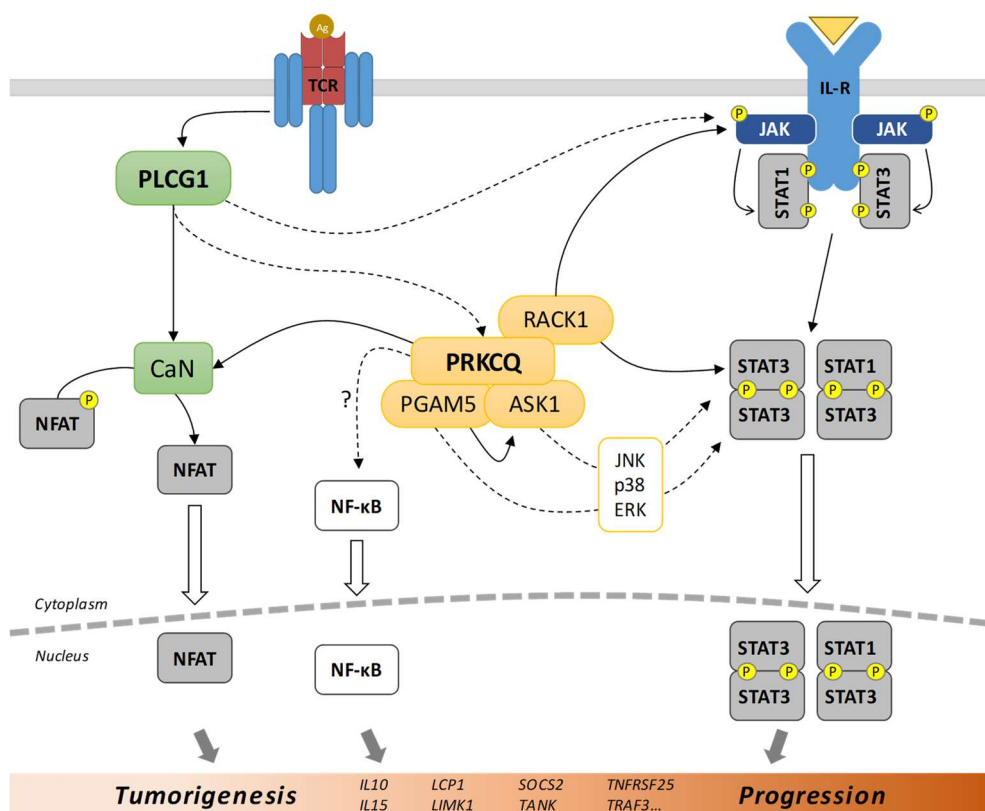 Ag
TCR
IL-R
P
P
JAK
JAK
PLCG1
STAT1
P
P
STAT3
P
P
RACK1
PRKCQ
CaN
PGAM5
ASK1
?
P
NFAT
NFAT
NF-κB
JNK
p38
ERK
STAT3
STAT1
P
P
P
P
STAT3
STAT3
Cytoplasm
Nucleus
NFAT
NF-κB
STAT3
STAT1
P
P
P
P
STAT3
STAT3
Tumorigenesis
IL10 LCP1 SOCS2 TNFRSF25
IL15 LIMK1 TANK TRAF3...
Progression